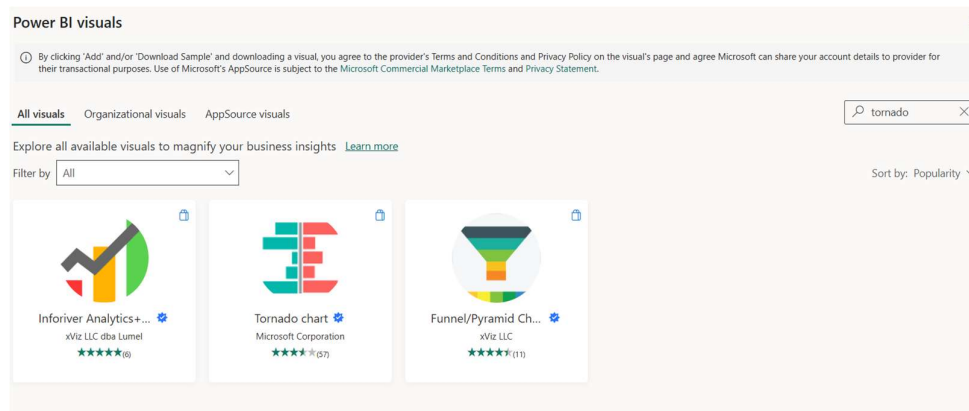 Power BI visuals
By clicking 'Add' and/or 'Download Sample' and downloading a visual, you agree to the provider's Terms and Conditions and Privacy Policy on the visual's page and agree Microsoft can share your account details to provider for
their transactional purposes. Use of Microsoft's AppSource is subject to the Microsoft Commercial Marketplace Terms and Privacy Statement.
All visuals Organizational visuals AppSource visuals
tornado
Explore all available visuals to magnify your business insights Learn more
Filter by All
Sort by: Popularity
Inforiver Analytics+...
xViz LLC dba Lumel
(6)
Tornado chart
Microsoft Corporation
(57)
Funnel/Pyramid Ch...
xViz LLC
(11)